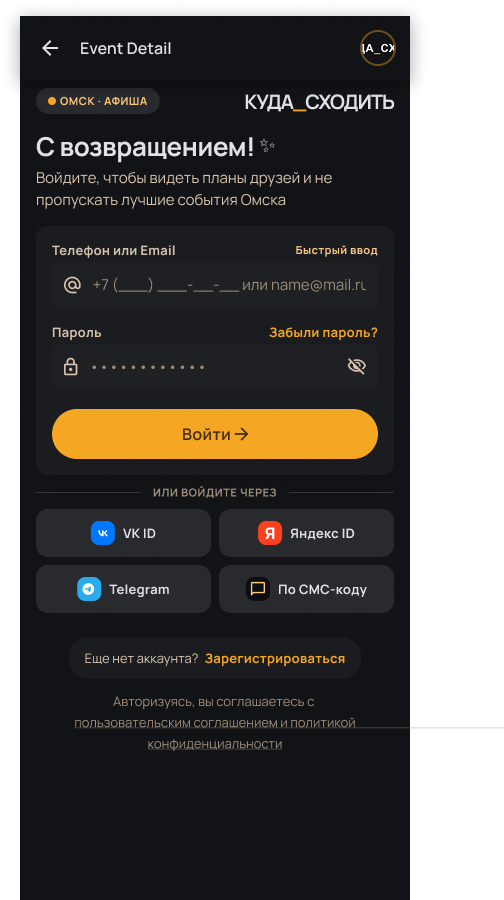 Event Detail
ДА_СХ
ОМСК · АФИША
КУДА_СХОДИТЬ
С возвращением!
Войдите, чтобы видеть планы друзей и не
пропускать лучшие события Омска
Телефон или Email
Быстрый ввод
+7 (___) ___-__-__ или name@mail.ru
Пароль
Забыли пароль?
Войти
ИЛИ ВОЙДИТЕ ЧЕРЕЗ
VK ID
Я Яндекс ID
Telegram
По СМС-коду
Еще нет аккаунта? Зарегистрироваться
Авторизуясь, вы соглашаетесь с
пользовательским соглашением и политикой
конфиденциальности